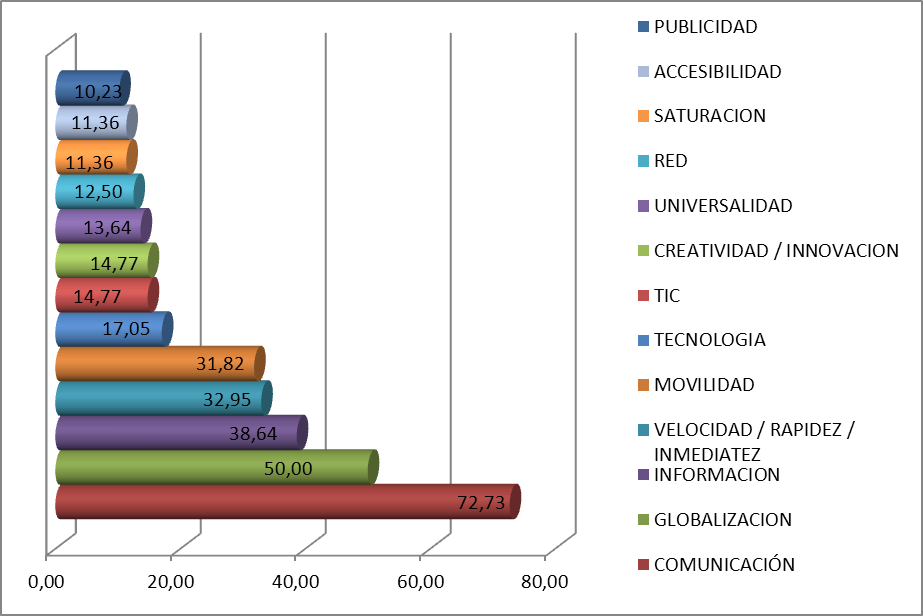 10,23
11,36
11,36
12,50
13,64
14,77
14,77
17,05
31,82
32,95
38,64
50,00
72,73
0,00 20,00 40,00 60,00 80,00
PUBLICIDAD
ACCESIBILIDAD
SATURACION
RED
UNIVERSALIDAD
CREATIVIDAD / INNOVACION
TIC
TECNOLOGIA
MOVILIDAD
VELOCIDAD / RAPIDEZ /
INMEDIATEZ
INFORMACION
GLOBALIZACION
COMUNICACIÓN